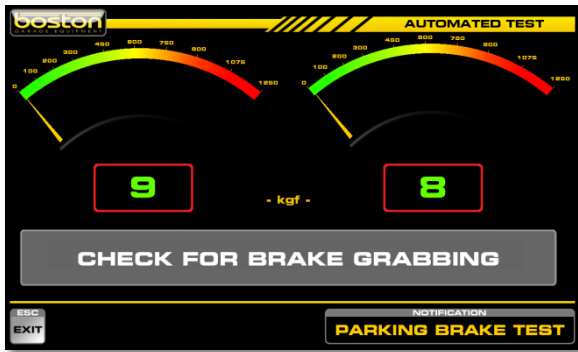 boston
GARAGE EQUIPMENT
AUTOMATED TEST
0 100 200 300 450 600 750 900 1075 1250
0 100 200 300 450 600 750 900 1075 1250
9
- kgf -
8
CHECK FOR BRAKE GRABBING
ESC
EXIT
NOTIFICATION
PARKING BRAKE TEST